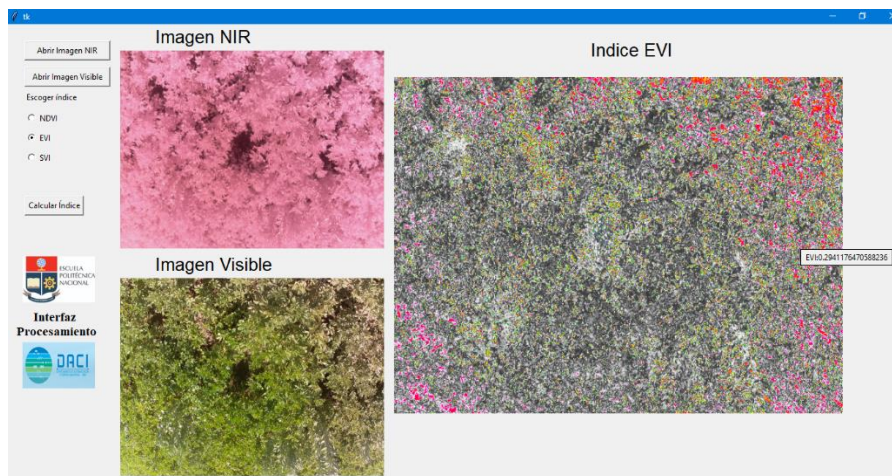 tk
Imagen NIR
Indice EVI
Abrir Imagen NIR
Abrir Imagen Visible
Escoger índice
NDVI
EVI
SVI
Calcular Índice
EVI:0.2941176470588236
Imagen Visible
ESCUELA
POLITÉCNICA
NACIONAL
Interfaz
Procesamiento
DACI